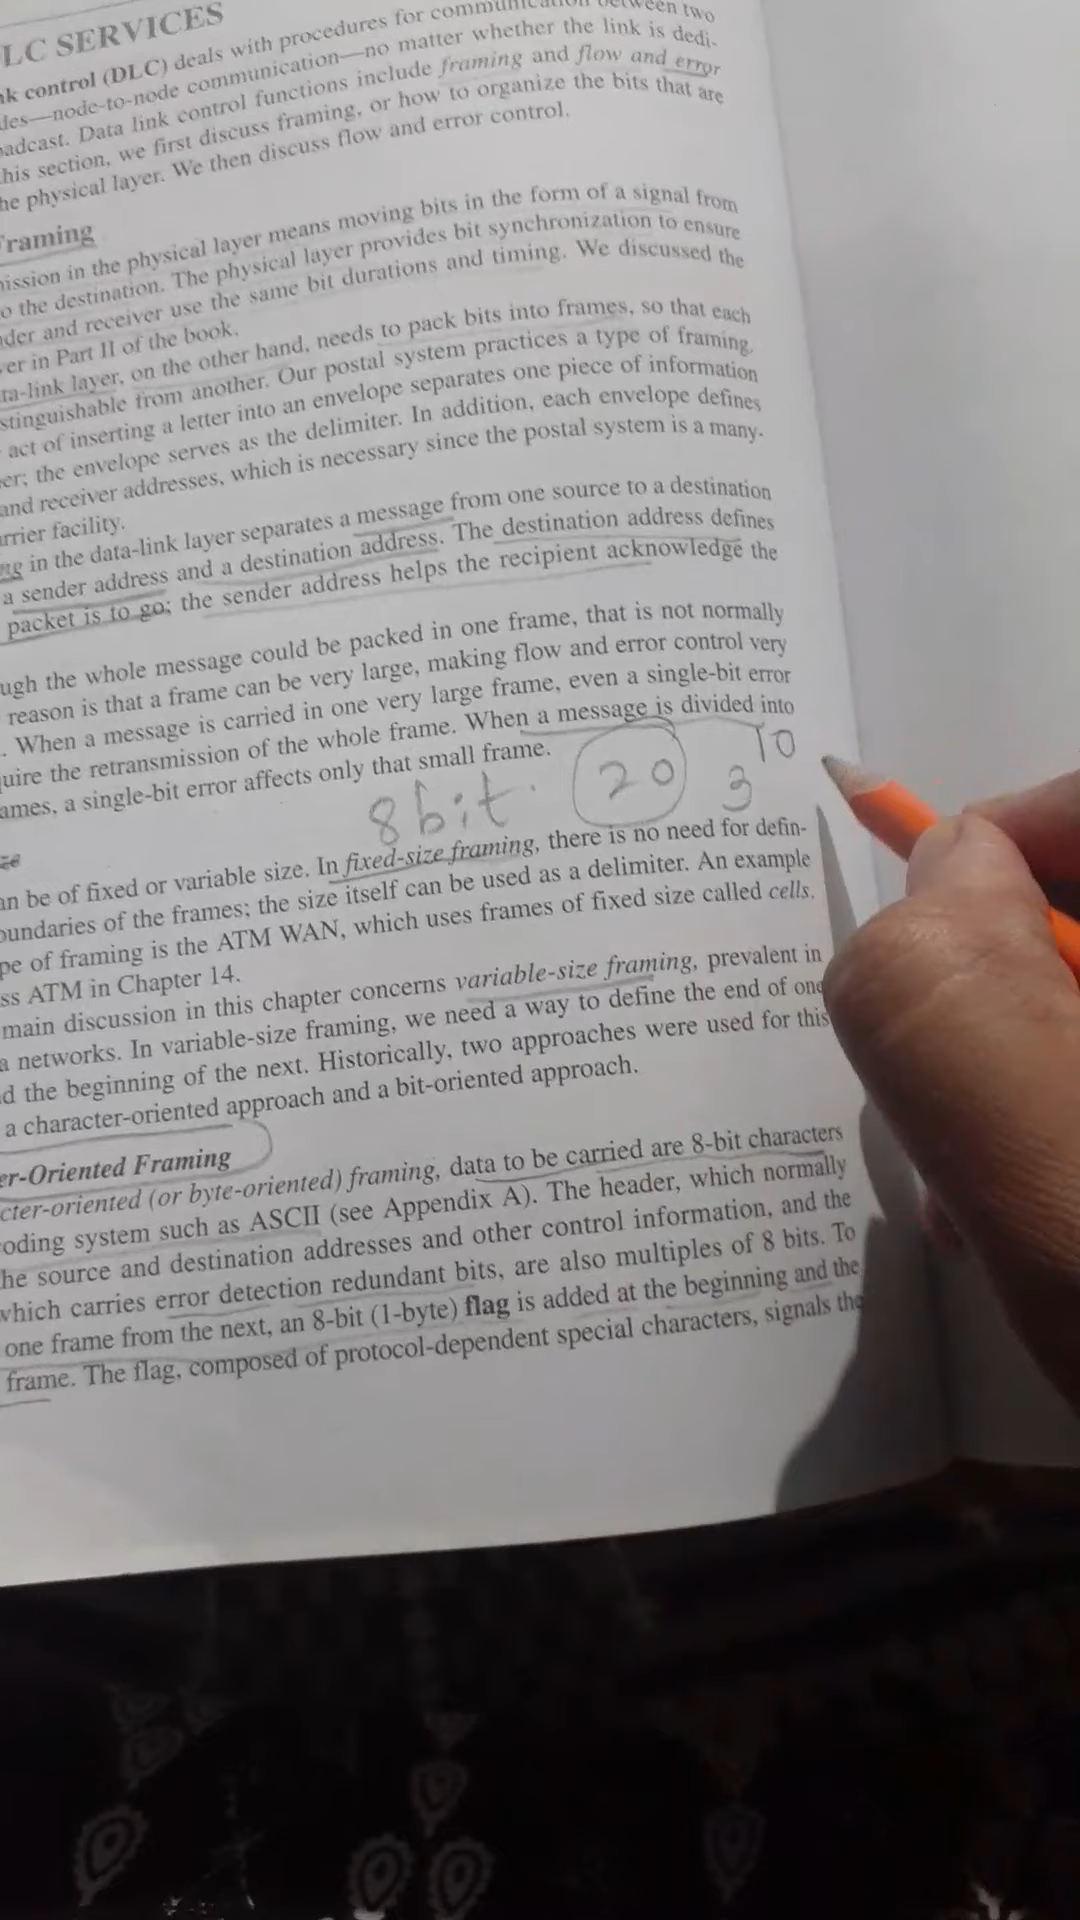 LC SERVICES
nk control (DLC) deals with procedures for communication between two
des—node-to-node communication—no matter whether the link is dedi-
adcast. Data link control functions include framing and flow and error
his section, we first discuss framing, or how to organize the bits that are
he physical layer. We then discuss flow and error control.
raming
ission in the physical layer means moving bits in the form of a signal from
o the destination. The physical layer provides bit synchronization to ensure
der and receiver use the same bit durations and timing. We discussed the
er in Part II of the book.
ta-link layer, on the other hand, needs to pack bits into frames, so that each
stinguishable from another. Our postal system practices a type of framing.
act of inserting a letter into an envelope separates one piece of information
er; the envelope serves as the delimiter. In addition, each envelope defines
and receiver addresses, which is necessary since the postal system is a many-
rrier facility.
ng in the data-link layer separates a message from one source to a destination
a sender address and a destination address. The destination address defines
packet is to go; the sender address helps the recipient acknowledge the
ugh the whole message could be packed in one frame, that is not normally
reason is that a frame can be very large, making flow and error control very
. When a message is carried in one very large frame, even a single-bit error
quire the retransmission of the whole frame. When a message is divided into
ames, a single-bit error affects only that small frame.
8bit. 20 3 10
ze
an be of fixed or variable size. In fixed-size framing, there is no need for defin-
oundaries of the frames; the size itself can be used as a delimiter. An example
pe of framing is the ATM WAN, which uses frames of fixed size called cells.
ss ATM in Chapter 14.
main discussion in this chapter concerns variable-size framing, prevalent in
a networks. In variable-size framing, we need a way to define the end of one
d the beginning of the next. Historically, two approaches were used for this
a character-oriented approach and a bit-oriented approach.
er-Oriented Framing
cter-oriented (or byte-oriented) framing, data to be carried are 8-bit characters
oding system such as ASCII (see Appendix A). The header, which normally
he source and destination addresses and other control information, and the
which carries error detection redundant bits, are also multiples of 8 bits. To
one frame from the next, an 8-bit (1-byte) flag is added at the beginning and the
frame. The flag, composed of protocol-dependent special characters, signals the